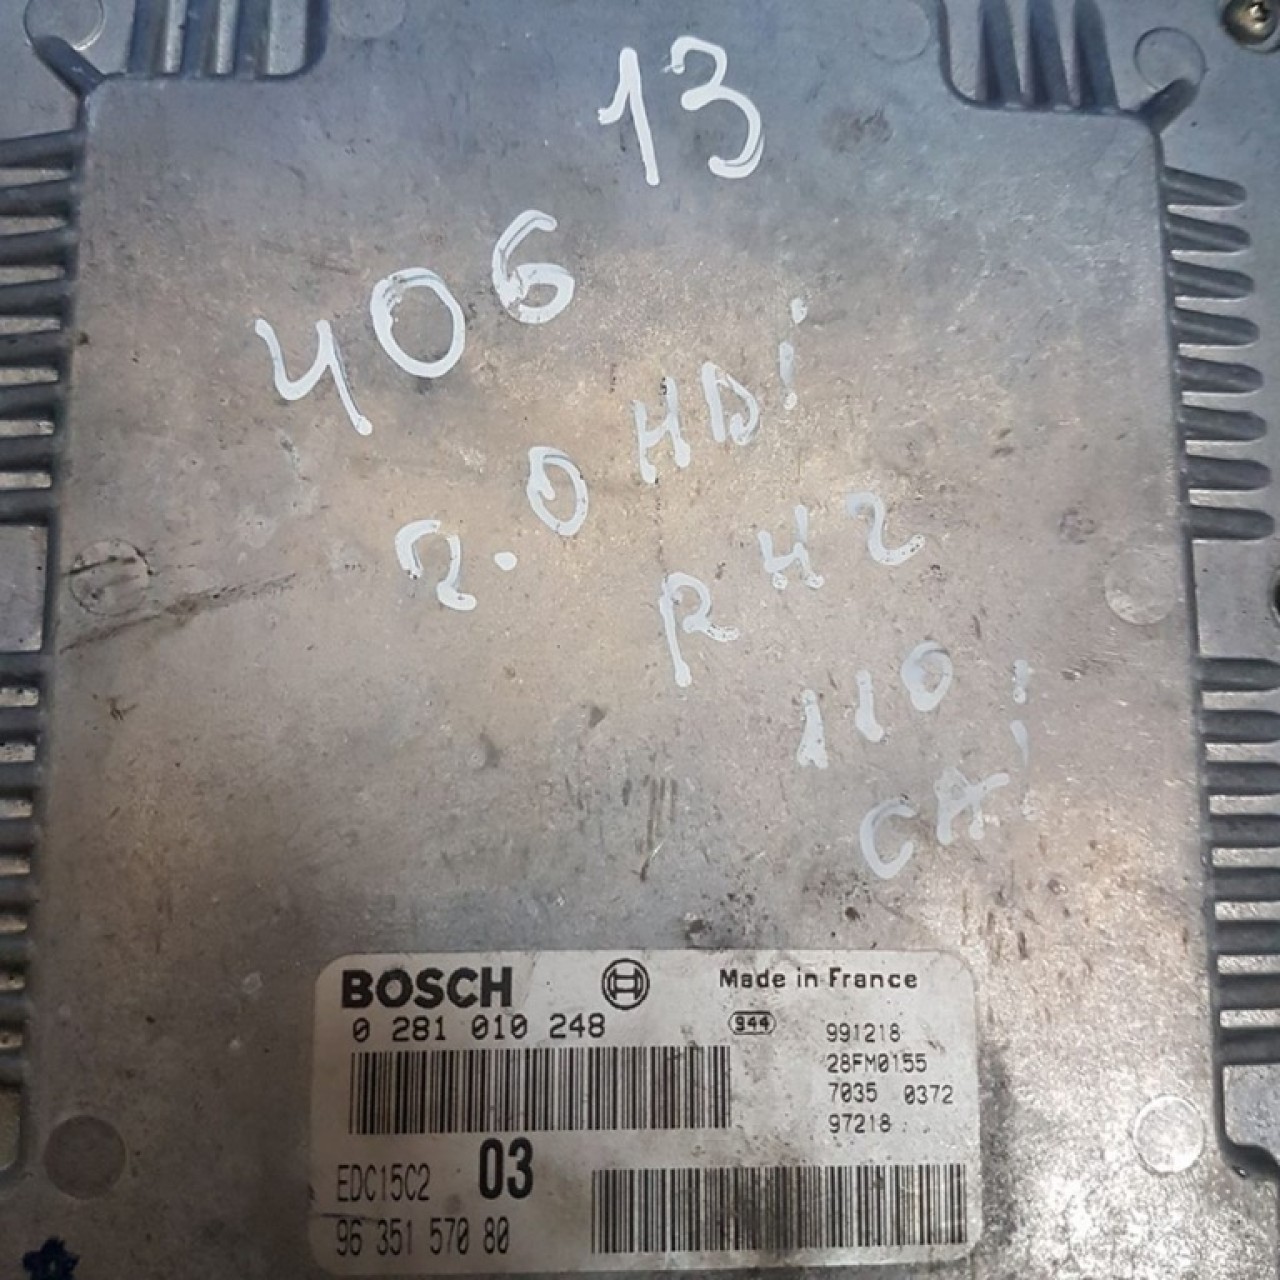 13
406
2.0 HDi
RHZ
110
CAi
BOSCH Made in France
0 281 010 248 944 991218
28FM0155
7035 0372
97218
EDC15C2 03
96 351 570 80